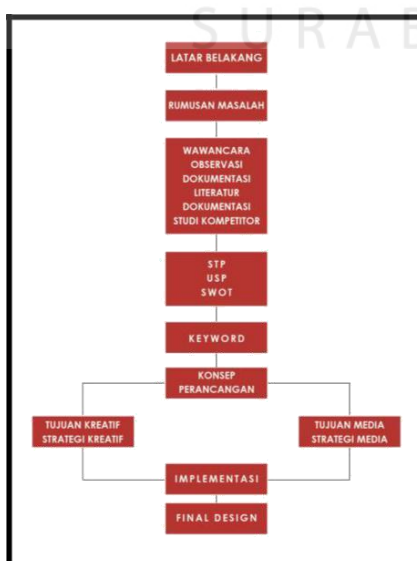 SURAB
LATAR BELAKANG
RUMUSAN MASALAH
WAWANCARA
OBSERVASI
DOKUMENTASI
LITERATUR
DOKUMENTASI
STUDI KOMPETITOR
STP
USP
SWOT
KEYWORD
KONSEP
PERANCANGAN
TUJUAN KREATIF
STRATEGI KREATIF
TUJUAN MEDIA
STRATEGI MEDIA
IMPLEMENTASI
FINAL DESIGN